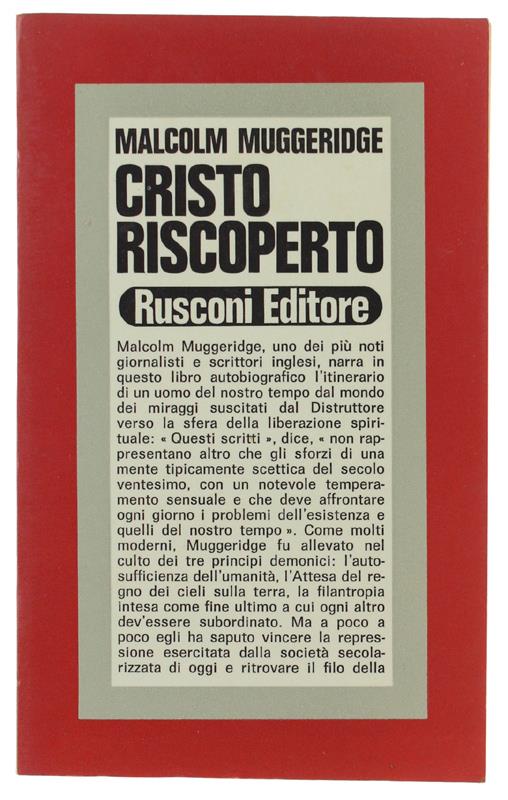 MALCOLM MUGGERIDGE
CRISTO
RISCOPERTO
Rusconi Editore
Malcolm Muggeridge, uno dei più noti
giornalisti e scrittori inglesi, narra in
questo libro autobiografico l'itinerario
di un uomo del nostro tempo dal mondo
dei miraggi suscitati dal Distruttore
verso la sfera della liberazione spiri-
tuale: « Questi scritti », dice, « non rap-
presentano altro che gli sforzi di una
mente tipicamente scettica del secolo
ventesimo, con un notevole tempera-
mento sensuale e che deve affrontare
ogni giorno i problemi dell'esistenza e
quelli del nostro tempo ». Come molti
moderni, Muggeridge fu allevato nel
culto dei tre principi demonici: l'auto-
sufficienza dell'umanità, l'Attesa del re-
gno dei cieli sulla terra, la filantropia
intesa come fine ultimo a cui ogni altro
dev'essere subordinato. Ma a poco a
poco egli ha saputo vincere la repres-
sione esercitata dalla società secola-
rizzata di oggi e ritrovare il filo della